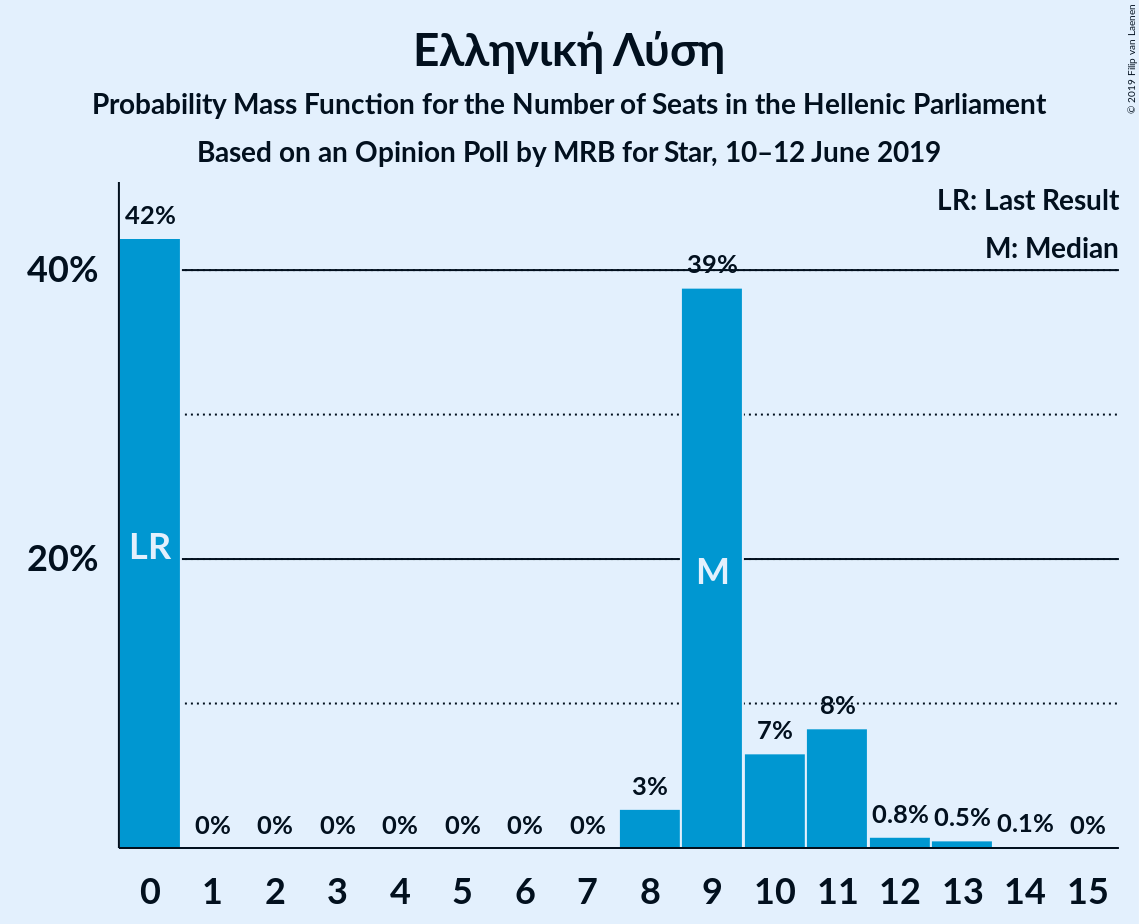 Ελληνική Λύση
Probability Mass Function for the Number of Seats in the Hellenic Parliament
Based on an Opinion Poll by MRB for Star, 10–12 June 2019
© 2019 Filip van Laenen
LR: Last Result
M: Median
42%
40%
39%
LR
20%
M
8%
7%
3%
0% 0% 0% 0% 0% 0% 0% 0.8% 0.5% 0.1% 0%
0 1 2 3 4 5 6 7 8 9 10 11 12 13 14 15